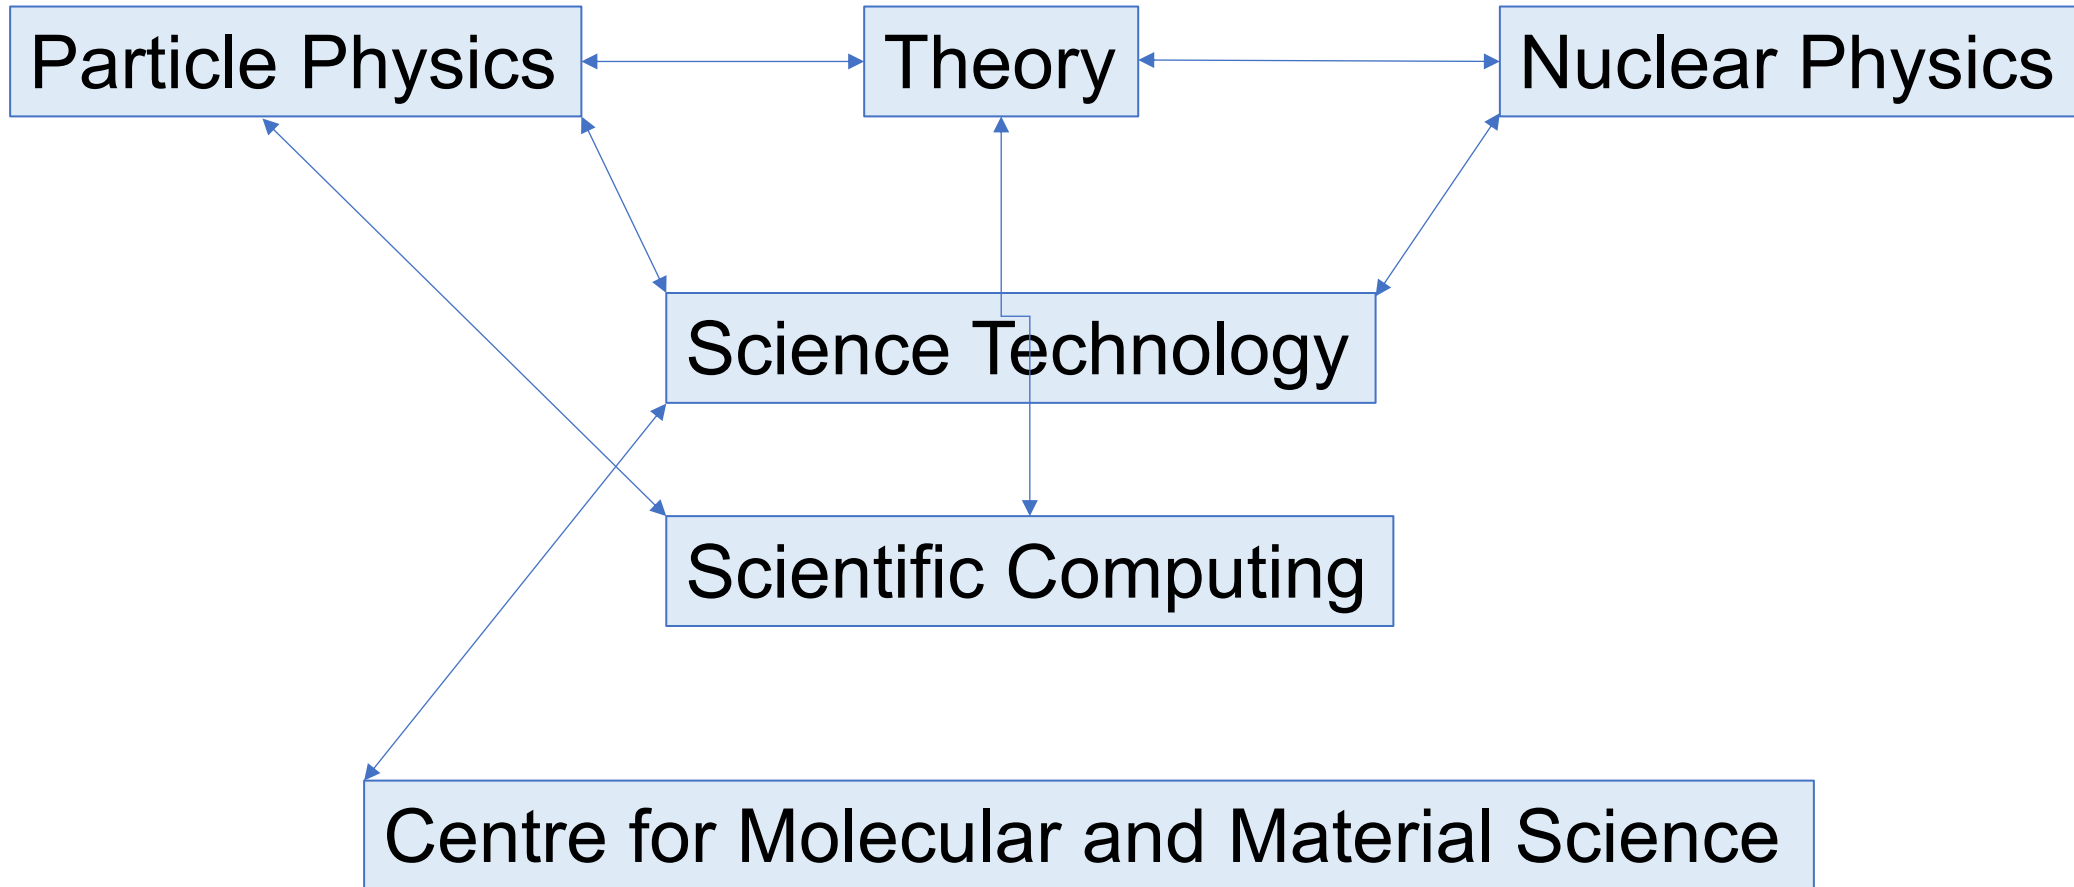 Particle Physics
Theory
Nuclear Physics
Science Technology
Scientific Computing
Centre for Molecular and Material Science